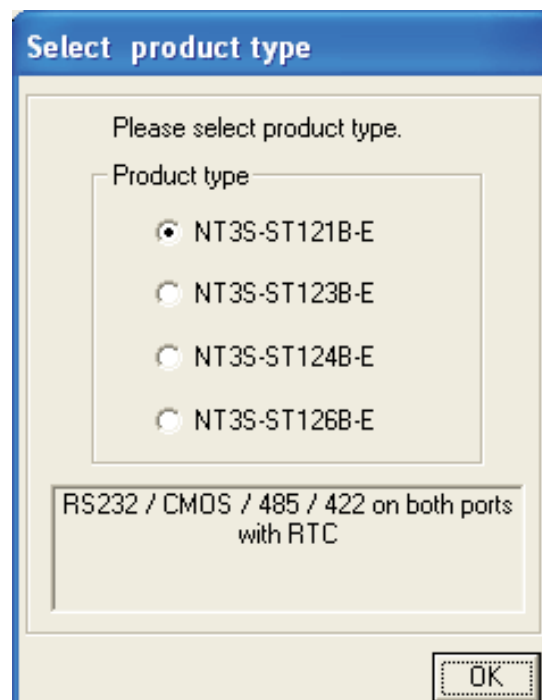 Select product type
Please select product type.
Product type
NT3S-ST121B-E
NT3S-ST123B-E
NT3S-ST124B-E
NT3S-ST126B-E
RS232 / CMOS / 485 / 422 on both ports
with RTC
OK